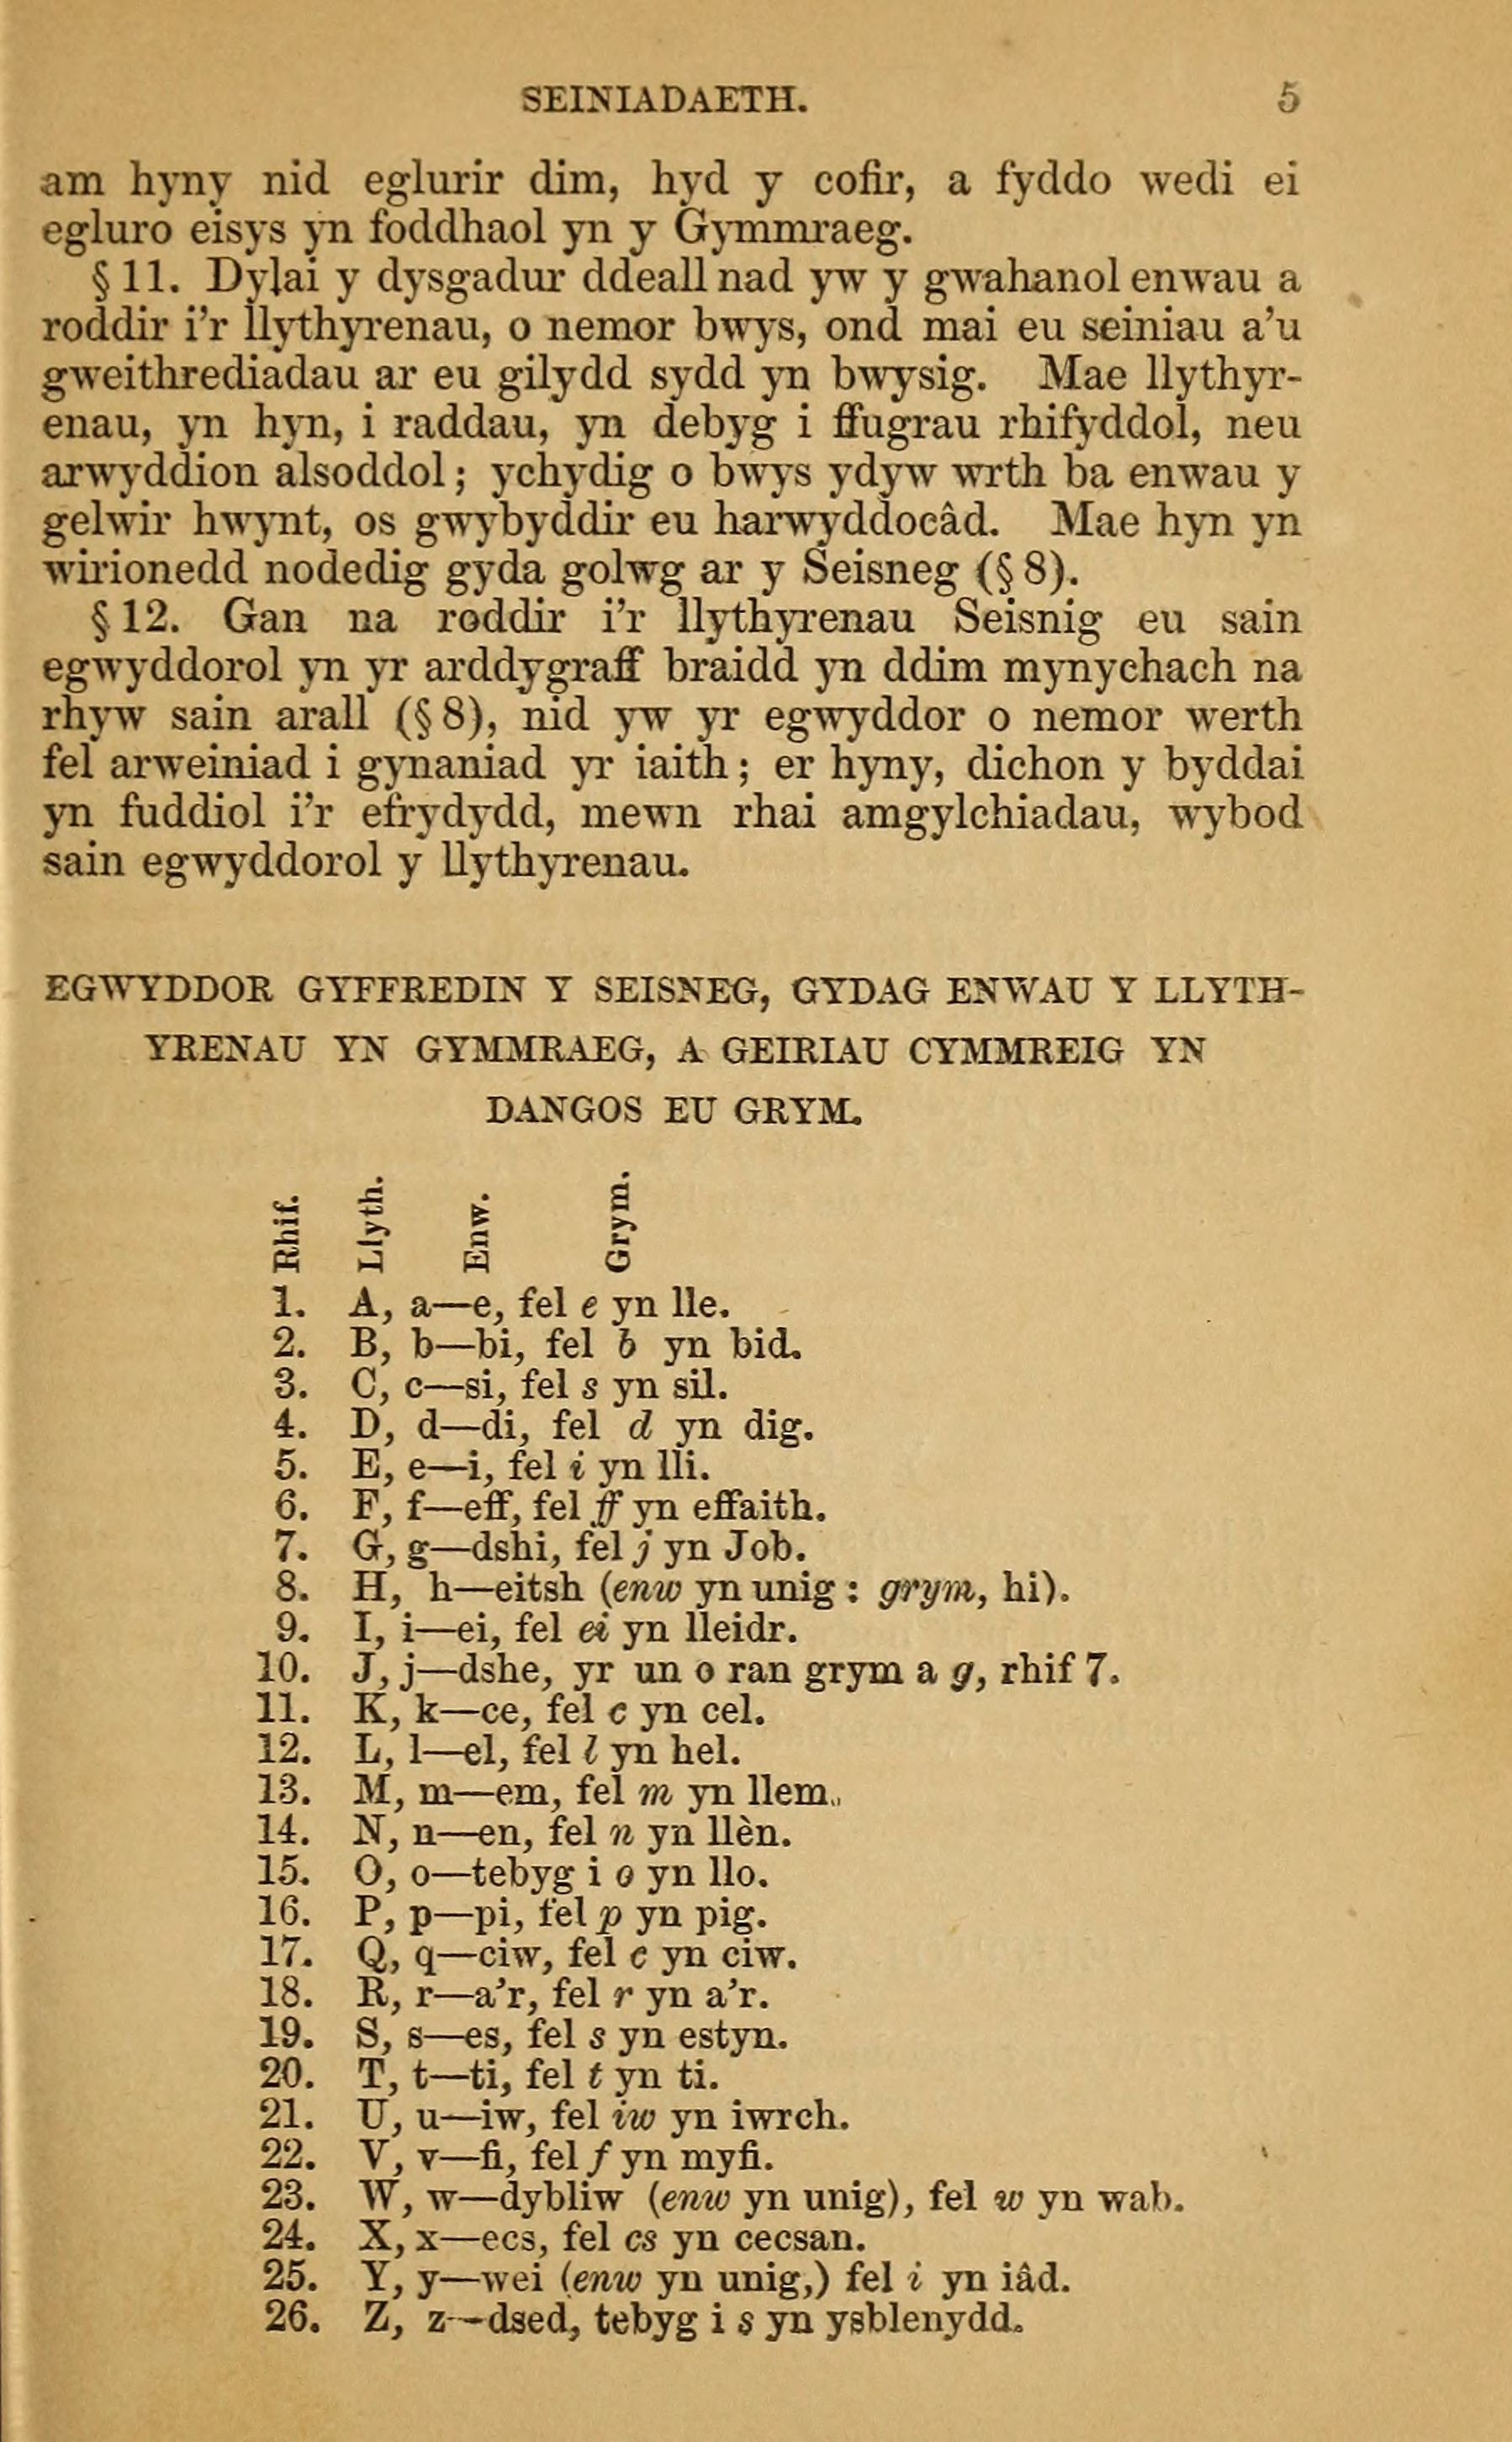 SEINIADAETH. 5
am hyny nid eglurir dim, hyd y cofir, a fyddo wedi ei
egluro eisys yn foddhaol yn y Gymmraeg.
§ 11. Dylai y dysgadur ddeall nad yw y gwahanol enwau a
roddir i'r llythyrenau, o nemor bwys, ond mai eu seiniau a'u
gweithrediadau ar eu gilydd sydd yn bwysig. Mae llythyr-
enau, yn hyn, i raddau, yn debyg i ffugrau rhifyddol, neu
arwyddion alsoddol; ychydig o bwys ydyw wrth ba enwau y
gelwir hwynt, os gwybyddir eu harwyddocâd. Mae hyn yn
wirionedd nodedig gyda golwg ar y Seisneg (§ 8).
§ 12. Gan na roddir i'r llythyrenau Seisnig eu sain
egwyddorol yn yr arddygraff braidd yn ddim mynychach na
rhyw sain arall (§ 8), nid yw yr egwyddor o nemor werth
fel arweiniad i gynaniad yr iaith; er hyny, dichon y byddai
yn fuddiol i'r efrydydd, mewn rhai amgylchiadau, wybod
sain egwyddorol y llythyrenau.
EGWYDDOR GYFFREDIN Y SEISNEG, GYDAG ENWAU Y LLYTH-
YRENAU YN GYMMRAEG, A GEIRIAU CYMMREIG YN
DANGOS EU GRYM.
Rhif. Llyth. Enw. Grym.
1. A, a—e, fel e yn lle.
2. B, b—bi, fel b yn bid.
3. C, c—si, fel s yn sil.
4. D, d—di, fel d yn dig.
5. E, e—i, fel i yn lli.
6. F, f—eff, fel ff yn effaith.
7. G, g—dshi, fel j yn Job.
8. H, h—eitsh (enw yn unig: grym, hi).
9. I, i—ei, fel ei yn lleidr.
10. J, j—dshe, yr un o ran grym a g, rhif 7.
11. K, k—ce, fel c yn cel.
12. L, l—el, fel l yn hel.
13. M, m—em, fel m yn llem.
14. N, n—en, fel n yn llèn.
15. O, o—tebyg i o yn llo.
16. P, p—pi, fel p yn pig.
17. Q, q—ciw, fel c yn ciw.
18. R, r—a'r, fel r yn a'r.
19. S, s—es, fel s yn estyn.
20. T, t—ti, fel t yn ti.
21. U, u—iw, fel iw yn iwrch.
22. V, v—fi, fel f yn myfi.
23. W, w—dybliw (enw yn unig), fel w yn wab.
24. X, x—ecs, fel cs yn cecsan.
25. Y, y—wei (enw yn unig,) fel i yn iâd.
26. Z, z—dsed, tebyg i s yn ysblenydd.